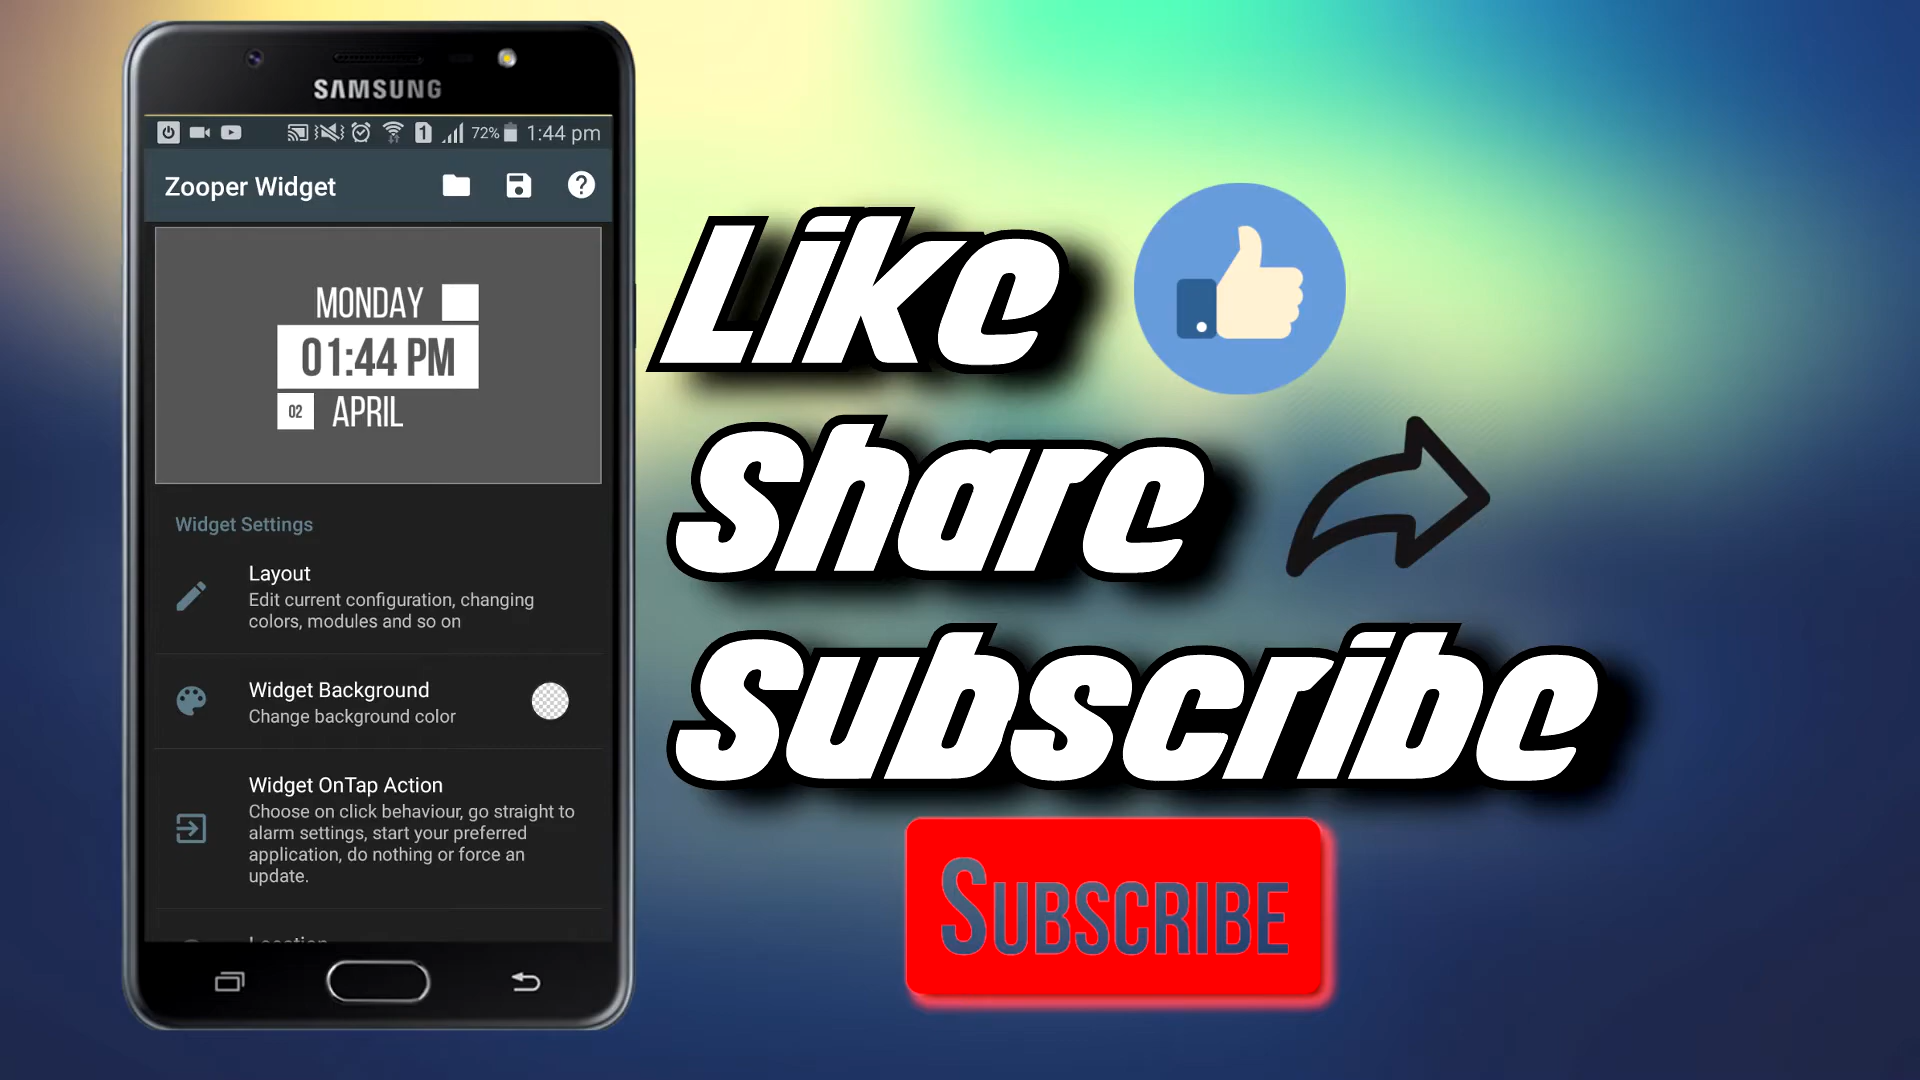 SAMSUNG
1 72% 1:44 pm
Zooper Widget
MONDAY
01:44 PM
02 APRIL
Widget Settings
Layout
Edit current configuration, changing
colors, modules and so on
Widget Background
Change background color
Widget OnTap Action
Choose on click behaviour, go straight to
alarm settings, start your preferred
application, do nothing or force an
update.
Location
Like
Share
Subscribe
SUBSCRIBE